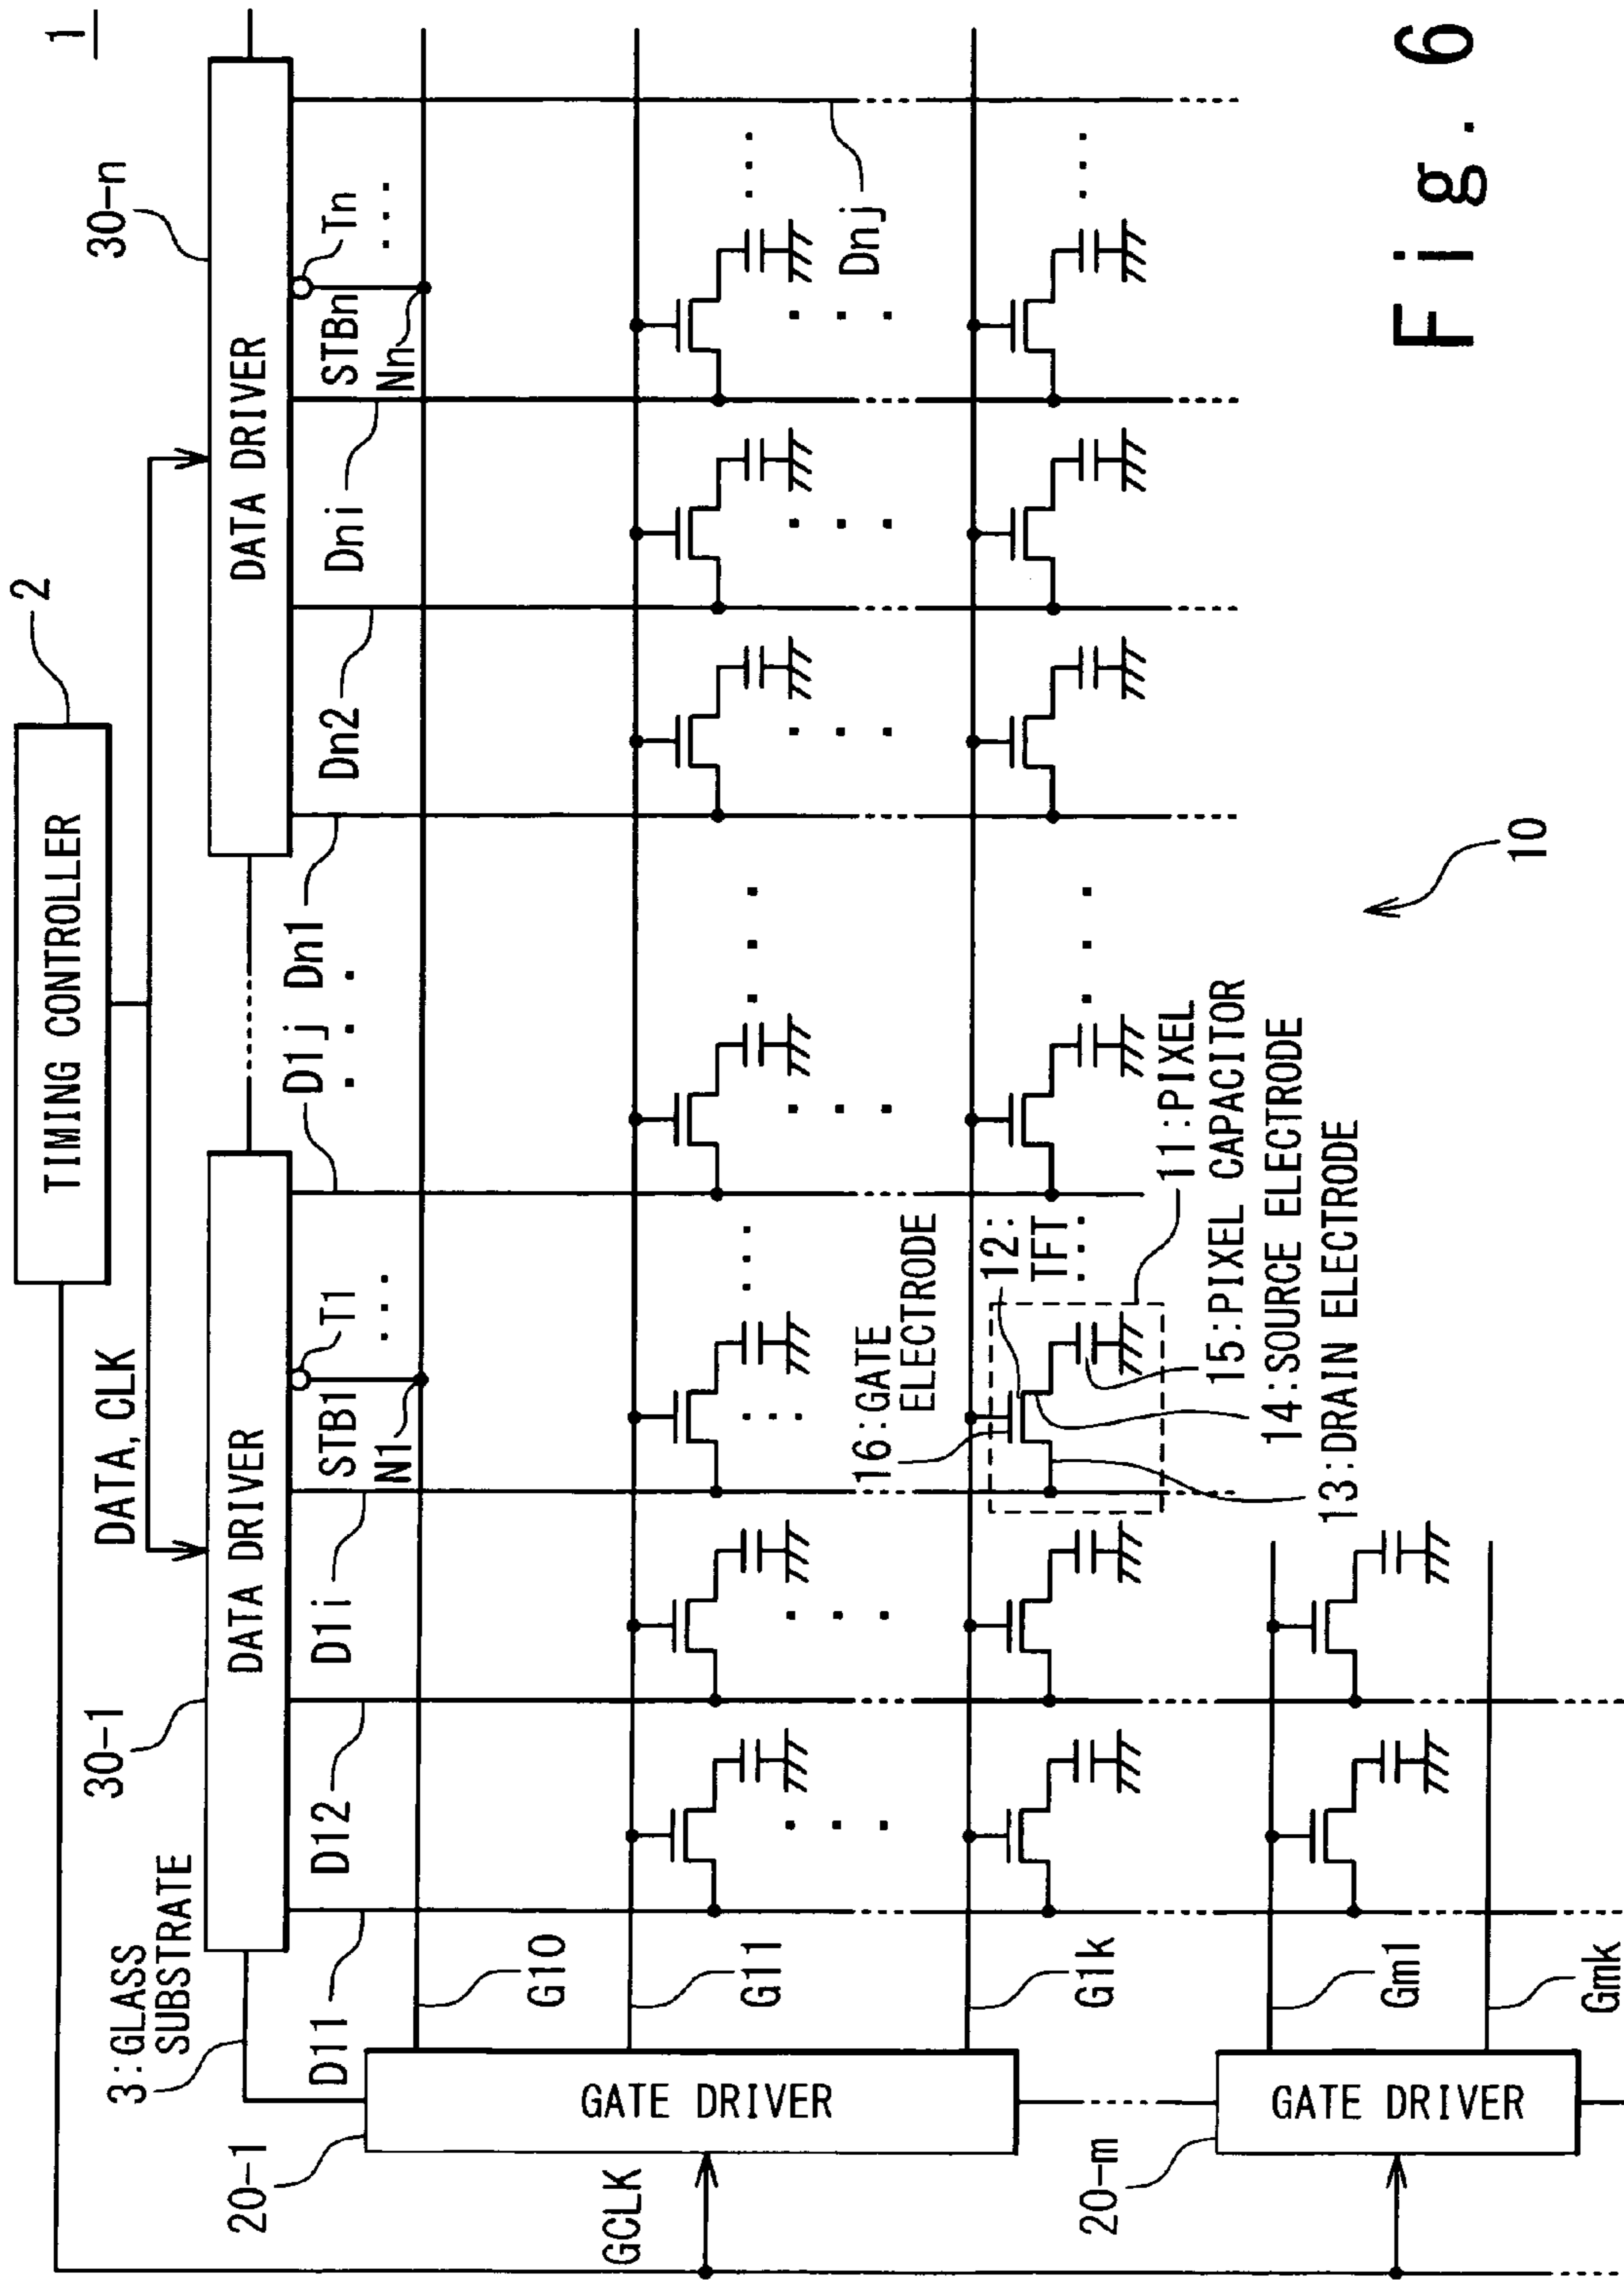 1
2
TIMING CONTROLLER
DATA,CLK
30-1
30-n
3:GLASS
SUBSTRATE
DATA DRIVER
DATA DRIVER
D11
D12
D1i
STB1
T1
N1
D1j
Dn1
Dn2
Dni
STBn
Tn
Nn
G10
20-1
GATE DRIVER
GCLK
G11
Dnj
16:GATE
ELECTRODE
G1k
12:
TFT
11:PIXEL
15:PIXEL CAPACITOR
14:SOURCE ELECTRODE
13:DRAIN ELECTRODE
20-m
GATE DRIVER
Gm1
Gmk
10
Fig. 6